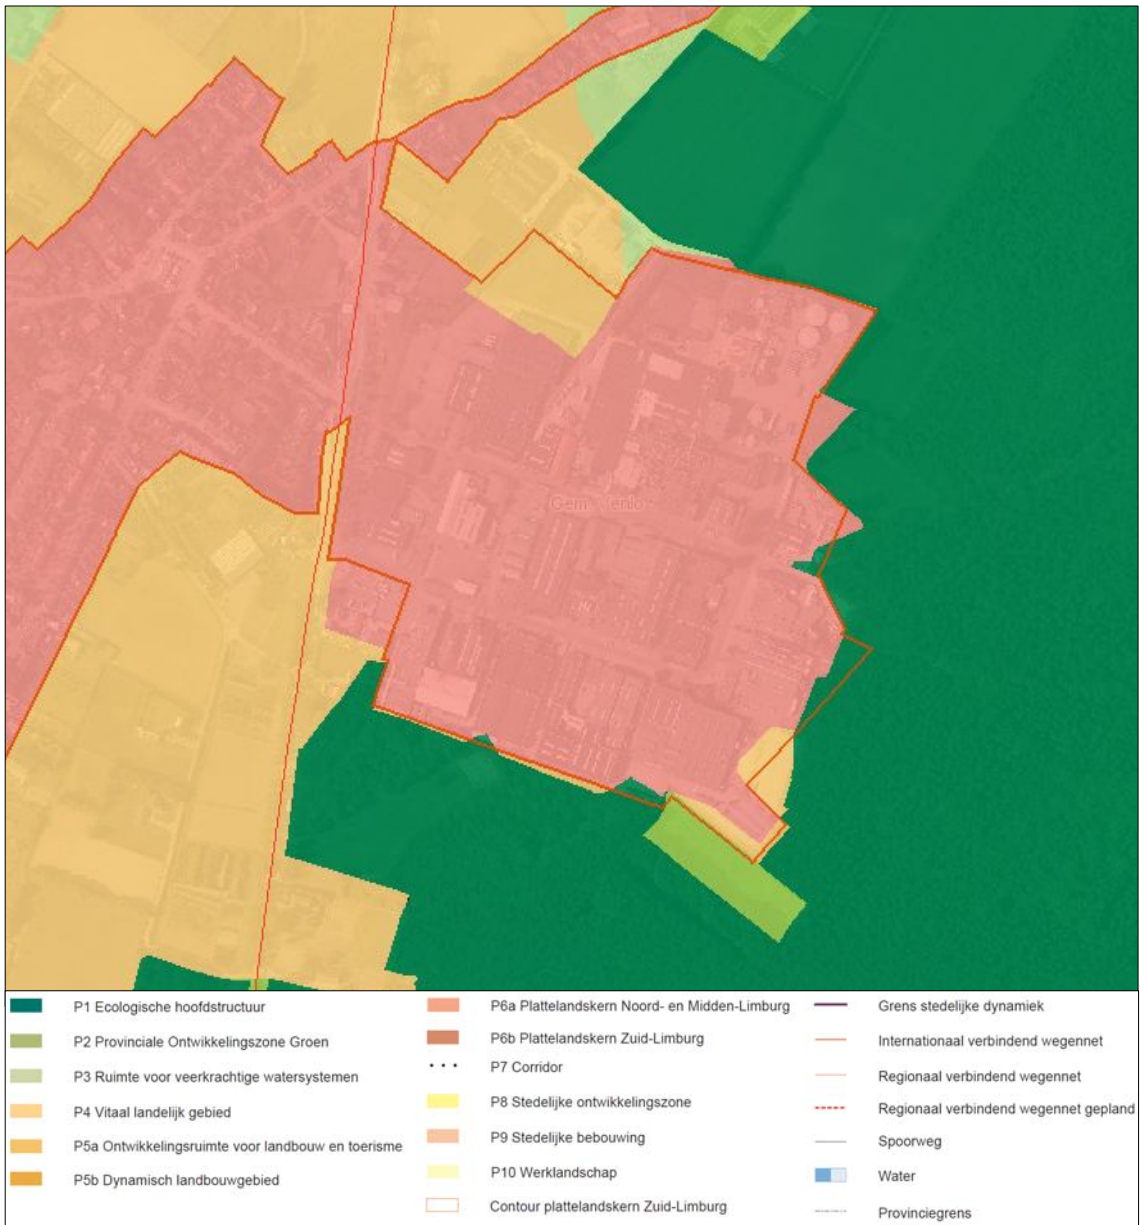 Gem. Venlo
P1 Ecologische hoofdstructuur
P2 Provinciale Ontwikkelingszone Groen
P3 Ruimte voor veerkrachtige watersystemen
P4 Vitaal landelijk gebied
P5a Ontwikkelingsruimte voor landbouw en toerisme
P5b Dynamisch landbouwgebied
P6a Plattelandskern Noord- en Midden-Limburg
P6b Plattelandskern Zuid-Limburg
P7 Corridor
P8 Stedelijke ontwikkelingszone
P9 Stedelijke bebouwing
P10 Werklandschap
Contour plattelandskern Zuid-Limburg
Grens stedelijke dynamiek
Internationaal verbindend wegennet
Regionaal verbindend wegennet
Regionaal verbindend wegennet gepland
Spoorweg
Water
Provinciegrens